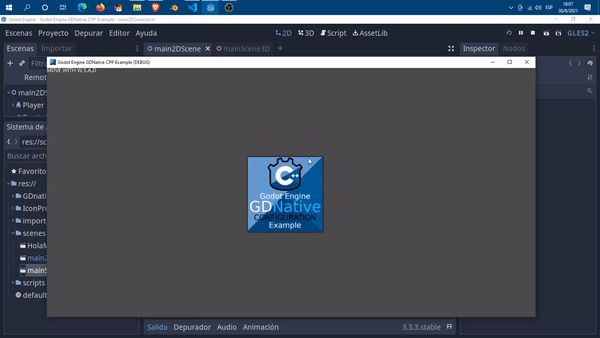 18:07
ESP
30/8/2021
Godot Engine - Godot Engine GDNative CPP Example - main2DScene.tscn
Escena Proyecto Depurar Editor Ayuda
2D 3D Script AssetLib
GLES2
Escenas Importar
main2DScene
mainScene3D
Inspector Nodos
Filtra
Remot
main2DS
Player
Sistema de
res://sc
Buscar arch
Favorito
res://
GDnati
IconPro
import
scenes
HolaM
main2
mainS
scripts
default
Godot Engine GDNative CPP Example (DEBUG)
MOVE WITH W,S,A,D
C++
Godot Engine
GDNative
CONFIGURATION
Example
Salida Depurador Audio Animación
3.3.3.stable